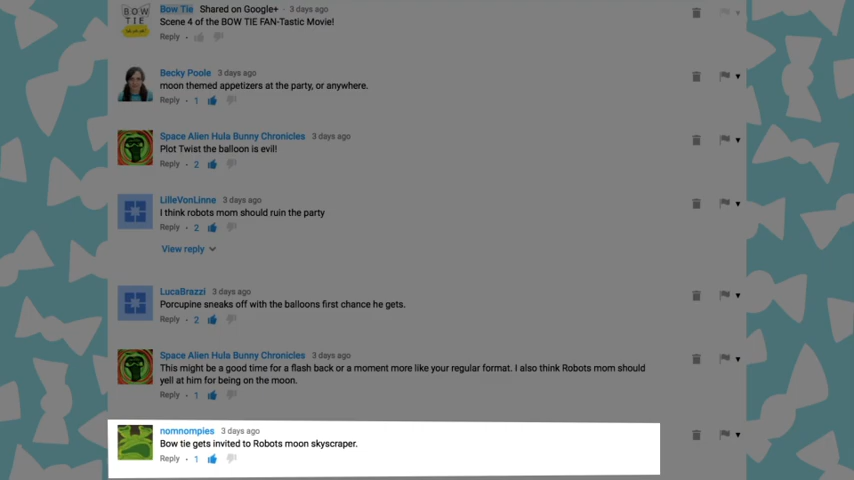 BOW
TIE
Bow Tie Shared on Google+ · 3 days ago
Scene 4 of the BOW TIE FAN-Tastic Movie!
Reply ·
Becky Poole 3 days ago
moon themed appetizers at the party, or anywhere.
Reply · 1
Space Alien Hula Bunny Chronicles 3 days ago
Plot Twist the balloon is evil!
Reply · 2
LilleVonLinne 3 days ago
I think robots mom should ruin the party
Reply · 2
View reply
LucaBrazzi 3 days ago
Porcupine sneaks off with the balloons first chance he gets.
Reply · 2
Space Alien Hula Bunny Chronicles 3 days ago
This might be a good time for a flash back or a moment more like your regular format. I also think Robots mom should
yell at him for being on the moon.
Reply · 1
nomnompies 3 days ago
Bow tie gets invited to Robots moon skyscraper.
Reply · 1